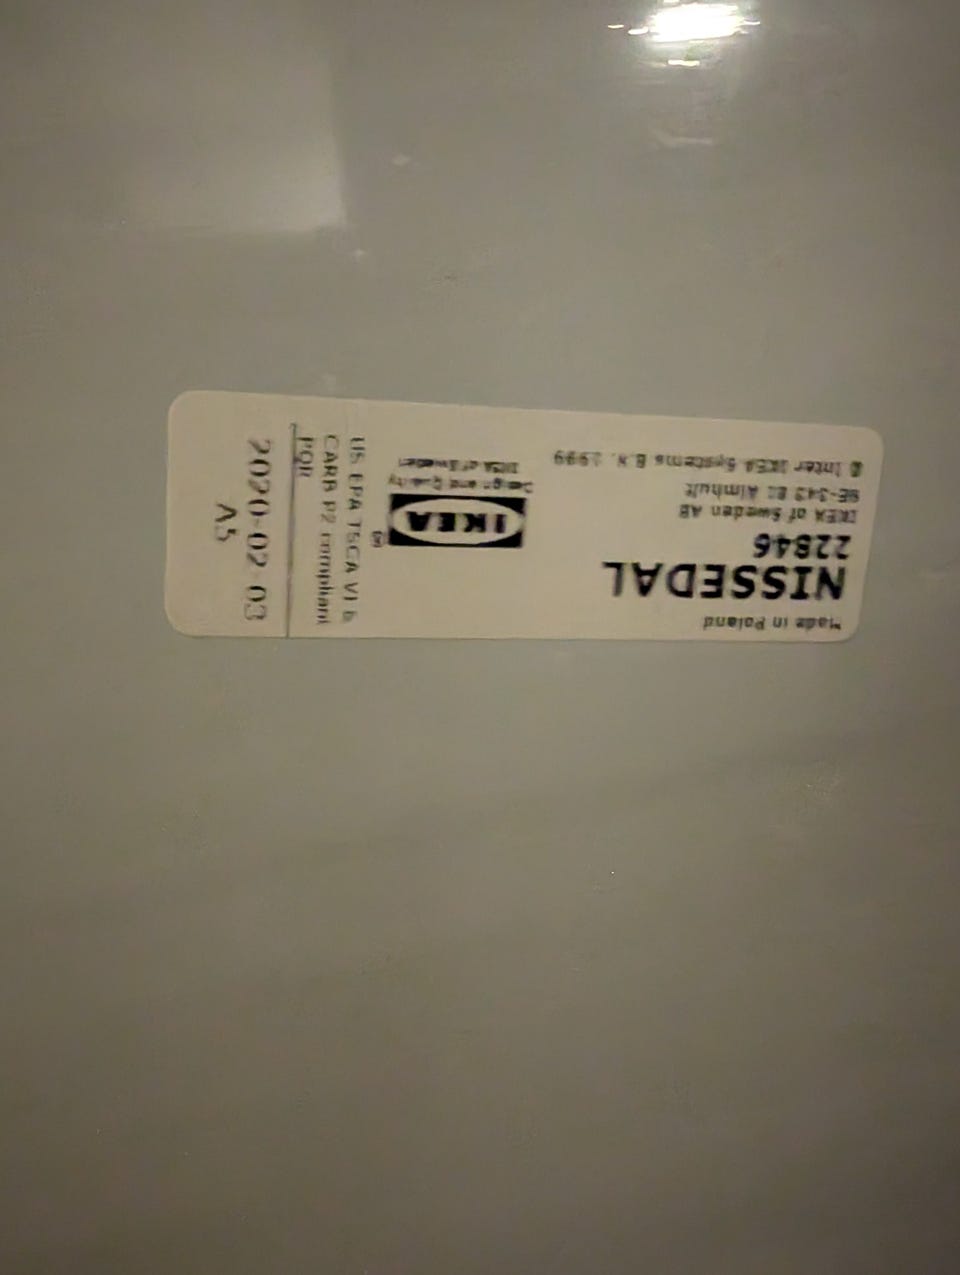 Made in Poland
NISSEDAL
22846
IKEA of Sweden AB
SE-343 81 Älmhult
© Inter IKEA Systems B.V. 1999
IKEA
®
Design and Quality
IKEA of Sweden
US EPA TSCA VI &
CARB P2 compliant
PQR
2020-02-03
A5